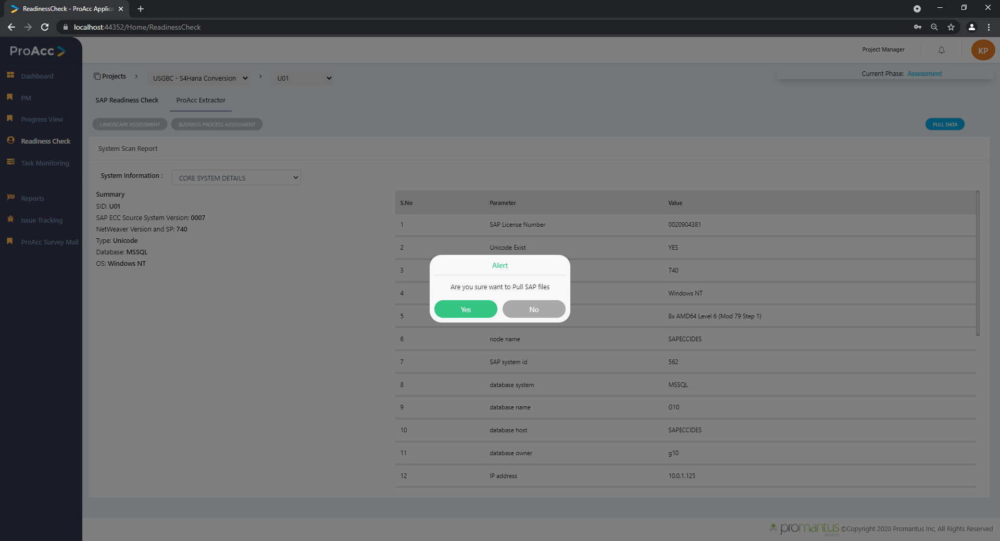 ReadinessCheck - ProAcc Applica
localhost:44352/Home/ReadinessCheck
ProAcc
Project Manager
KP
Dashboard
PM
Progress View
Readiness Check
Task Monitoring
Reports
Issue Tracking
ProAcc Survey Mail
Projects > USGBC - S4Hana Conversion > U01
Current Phase: Assessment
SAP Readiness Check ProAcc Extractor
LANDSCAPE ASSESSMENT BUSINESS PROCESS ASSESSMENT PULL DATA
System Scan Report
System Information : CORE SYSTEM DETAILS
Summary
SID: U01
SAP ECC Source System Version: 0007
NetWeaver Version and SP: 740
Type: Unicode
Database: MSSQL
OS: Windows NT
S.No Parameter Value
1 SAP License Number 0020904381
2 Unicode Exist YES
3 740
4 Windows NT
5 8x AMD64 Level 6 (Mod 79 Step 1)
6 node name SAPECCIDES
7 SAP system id 562
8 database system MSSQL
9 database name G10
10 database host SAPECCIDES
11 database owner g10
12 IP address 10.0.1.125
Alert
Are you sure want to Pull SAP files
Yes No
promantus
services
©Copyright 2020 Promantus Inc, All Rights Reserved